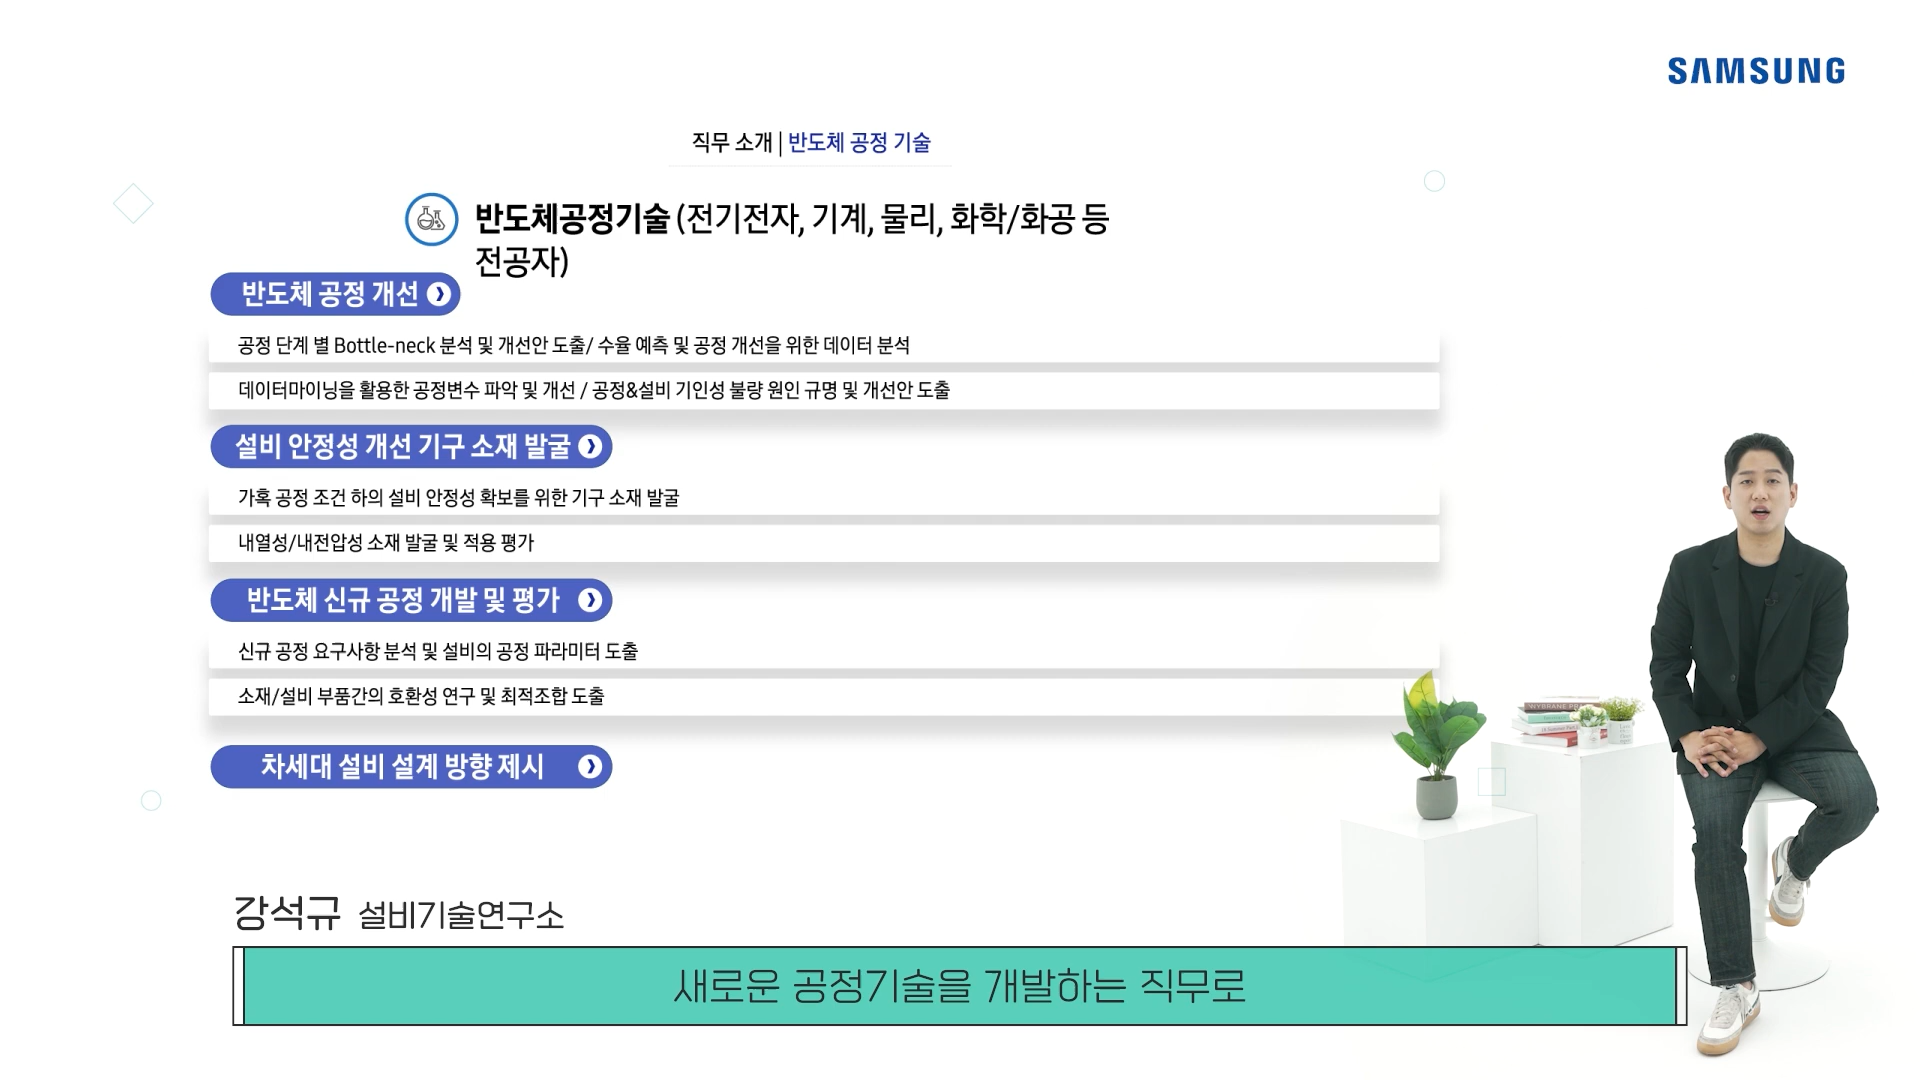 SAMSUNG
직무 소개 | 반도체 공정 기술
반도체공정기술 (전기전자, 기계, 물리, 화학/화공 등
전공자)
반도체 공정 개선
공정 단계 별 Bottle-neck 분석 및 개선안 도출/ 수율 예측 및 공정 개선을 위한 데이터 분석
데이터마이닝을 활용한 공정변수 파악 및 개선 / 공정&설비 기인성 불량 원인 규명 및 개선안 도출
설비 안정성 개선 기구 소재 발굴
가혹 공정 조건 하의 설비 안정성 확보를 위한 기구 소재 발굴
내열성/내전압성 소재 발굴 및 적용 평가
반도체 신규 공정 개발 및 평가
신규 공정 요구사항 분석 및 설비의 공정 파라미터 도출
소재/설비 부품간의 호환성 연구 및 최적조합 도출
차세대 설비 설계 방향 제시
강석규 설비기술연구소
새로운 공정기술을 개발하는 직무로